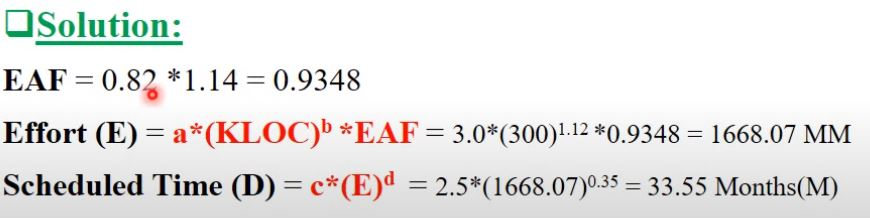 ❑Solution:
EAF = 0.82 *1.14 = 0.9348
Effort (E) = a*(KLOC)ᵇ *EAF = 3.0*(300)¹·¹² *0.9348 = 1668.07 MM
Scheduled Time (D) = c*(E)ᵈ = 2.5*(1668.07)⁰·³⁵ = 33.55 Months(M)